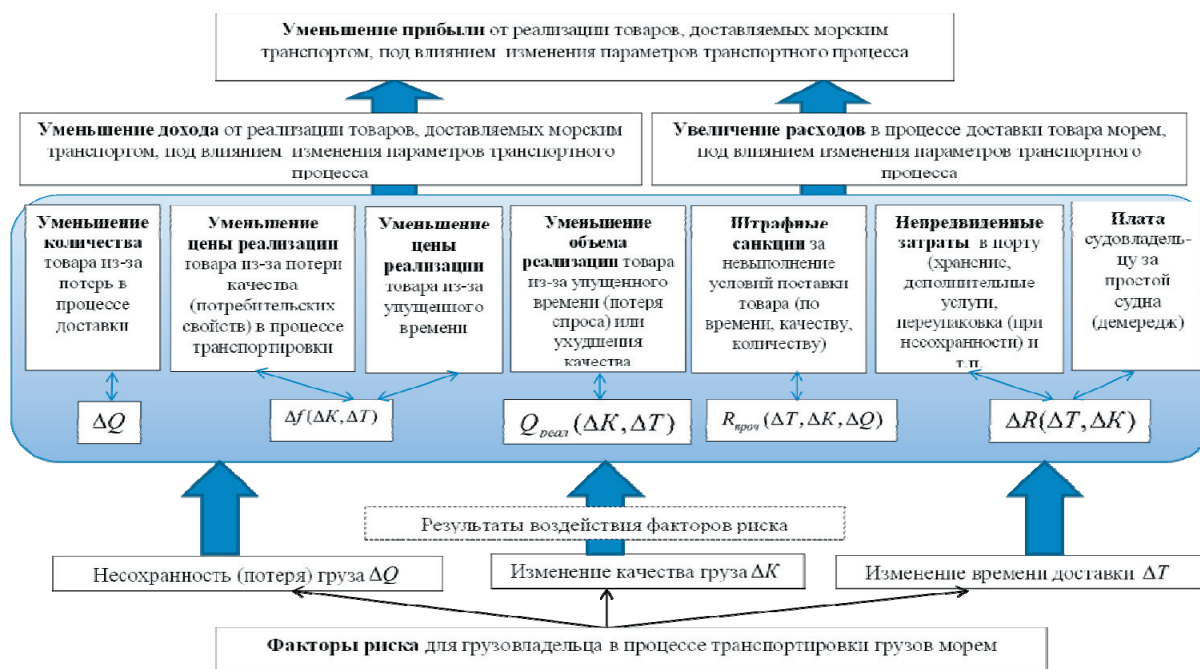 Уменьшение прибыли от реализации товаров, доставляемых морским
транспортом, под влиянием изменения параметров транспортного
процесса
Уменьшение дохода от реализации товаров, доставляемых морским
транспортом, под влиянием изменения параметров транспортного
процесса
Увеличение расходов в процессе доставки товара морем,
под влиянием изменения параметров транспортного
процесса
Уменьшение
количества
товара из-за
потерь в
процессе
доставки
Уменьшение
цены реализации
товара из-за потери
качества
(потребительских
свойств) в процессе
транспортировки
Уменьшение
цены
реализации
товара из-за
упущенного
времени
Уменьшение
объема
реализации товара
из-за упущенного
времени (потеря
спроса) или
ухудшения
качества
Штрафные
санкции за
невыполнение
условий поставки
товара (по
времени, качеству,
количеству)
Непредвиденные
затраты в порту
(хранение,
дополнительные
услуги,
переупаковка (при
несохранности) и
т.п.
Плата
судовладель-
цу за
простой
судна
(демередж)
ΔQ
Δf(ΔK,ΔT)
Qреал(ΔK,ΔT)
Rпроч(ΔT,ΔK,ΔQ)
ΔR(ΔT,ΔK)
Результаты воздействия факторов риска
Несохранность (потеря) груза ΔQ
Изменение качества груза ΔK
Изменение времени доставки ΔT
Факторы риска для грузовладельца в процессе транспортировки грузов морем